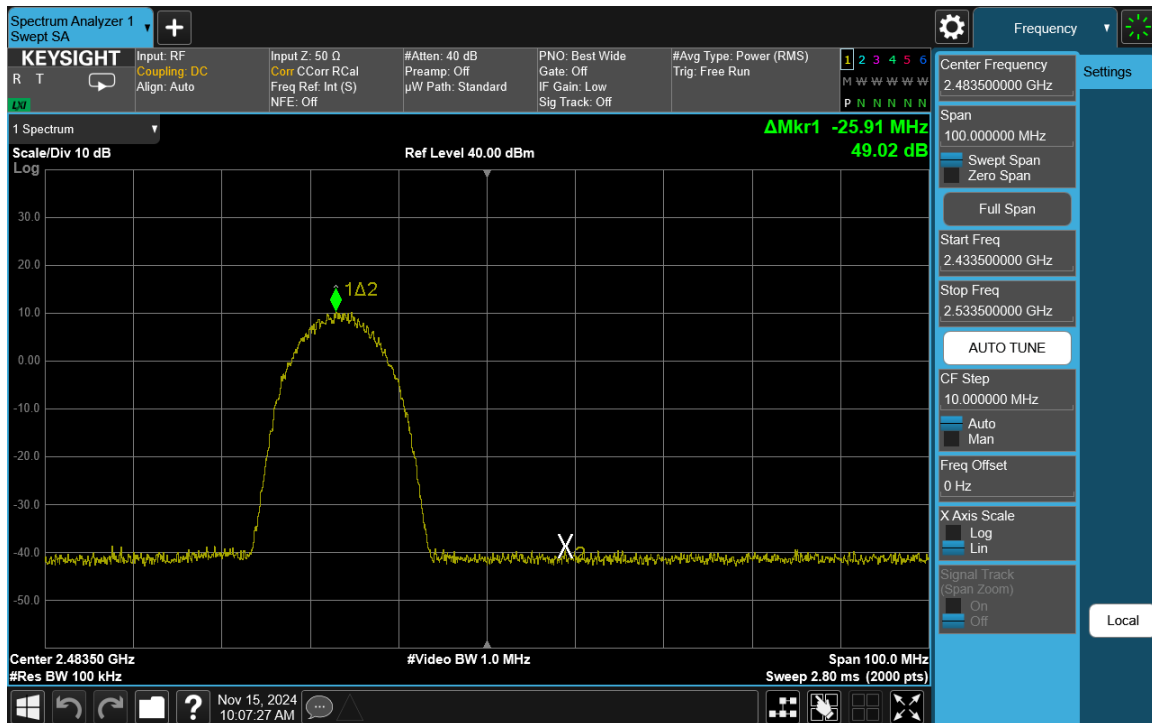 Spectrum Analyzer 1
Swept SA
Frequency
KEYSIGHT
R T
LXI
Input: RF
Coupling: DC
Align: Auto
Input Z: 50 Ω
Corr CCorr RCal
Freq Ref: Int (S)
NFE: Off
#Atten: 40 dB
Preamp: Off
µW Path: Standard
PNO: Best Wide
Gate: Off
IF Gain: Low
Sig Track: Off
#Avg Type: Power (RMS)
Trig: Free Run
1 2 3 4 5 6
M W W W W W
P N N N N N
1 Spectrum
ΔMkr1 -25.91 MHz
49.02 dB
Scale/Div 10 dB
Ref Level 40.00 dBm
Log
30.0
20.0
10.0
0.00
-10.0
-20.0
-30.0
-40.0
-50.0
1Δ2
X2
Center 2.48350 GHz
#Video BW 1.0 MHz
Span 100.0 MHz
#Res BW 100 kHz
Sweep 2.80 ms (2000 pts)
Center Frequency
2.483500000 GHz
Settings
Span
100.000000 MHz
Swept Span
Zero Span
Full Span
Start Freq
2.433500000 GHz
Stop Freq
2.533500000 GHz
AUTO TUNE
CF Step
10.000000 MHz
Auto
Man
Freq Offset
0 Hz
X Axis Scale
Log
Lin
Signal Track
(Span Zoom)
On
Off
Local
?
Nov 15, 2024
10:07:27 AM